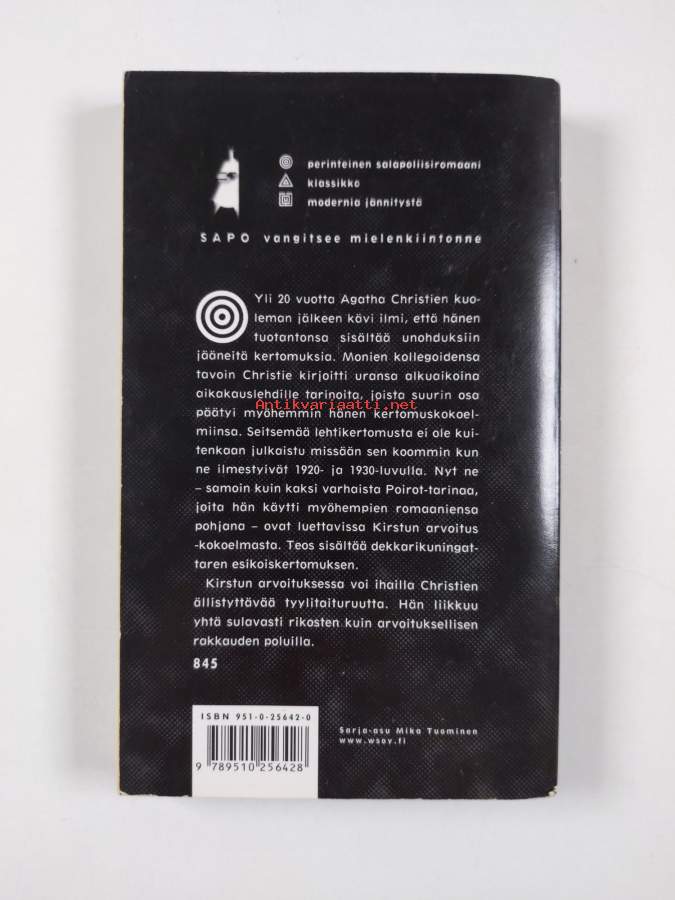 perinteinen salapoliisiromaani
klassikko
modernia jännitystä
SAPO vangitsee mielenkiintonne
Yli 20 vuotta Agatha Christien kuo-
leman jälkeen kävi ilmi, että hänen
tuotantonsa sisältää unohduksiin
jääneitä kertomuksia. Monien kollegoidensa
tavoin Christie kirjoitti uransa alkuaikoina
aikakauslehdille tarinoita, joista suurin osa
Antikvariaatti.net
päätyi myöhemmin hänen kertomuskokoel-
miinsa. Seitsemää lehtikertomusta ei ole kui-
tenkaan julkaistu missään sen koommin kun
ne ilmestyivät 1920- ja 1930-luvulla. Nyt ne
– samoin kuin kaksi varhaista Poirot-tarinaa,
joita hän käytti myöhempien romaaniensa
pohjana – ovat luettavissa Kirstun arvoitus
-kokoelmasta. Teos sisältää dekkarikuningat-
taren esikoiskertomuksen.
Kirstun arvoituksessa voi ihailla Christien
ällistyttävää tyylitaituruutta. Hän liikkuu
yhtä sulavasti rikosten kuin arvoituksellisen
rakkauden poluilla.
845
ISBN 951-0-25642-0
9 789510 256428
Sarja-asu Mika Tuominen
www.wsoy.fi